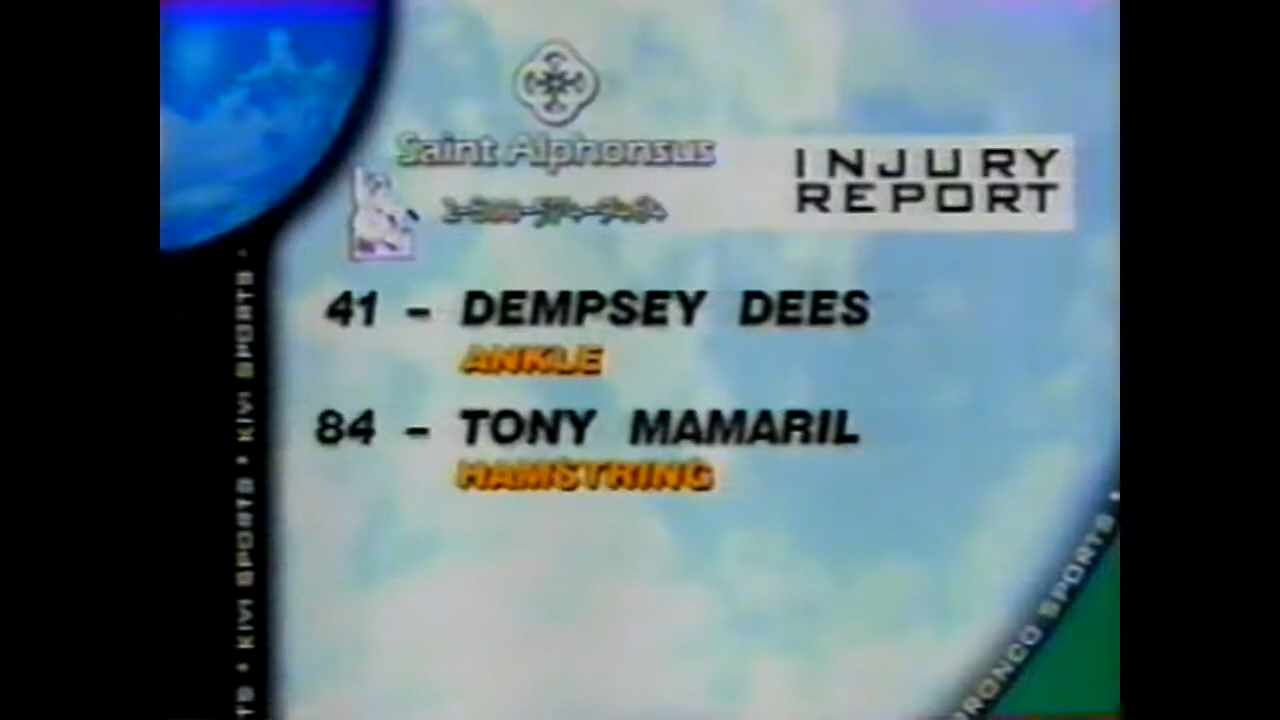 Saint Alphonsus
INJURY
REPORT
41 - DEMPSEY DEES
ANKLE
84 - TONY MAMARIL
HAMSTRING
KIVI SPORTS • KIVI SPORTS •
BRONCO SPORTS •